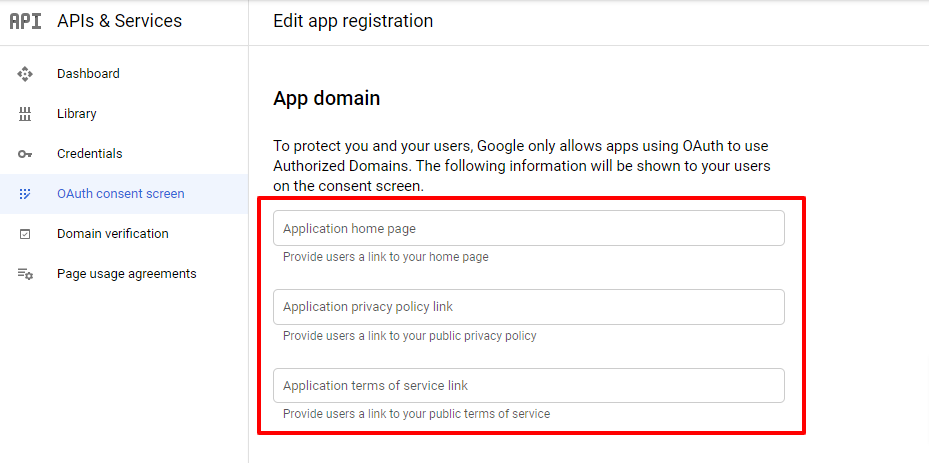 API APIs & Services
Edit app registration
Dashboard
Library
Credentials
OAuth consent screen
Domain verification
Page usage agreements
App domain
To protect you and your users, Google only allows apps using OAuth to use
Authorized Domains. The following information will be shown to your users
on the consent screen.
Application home page
Provide users a link to your home page
Application privacy policy link
Provide users a link to your public privacy policy
Application terms of service link
Provide users a link to your public terms of service